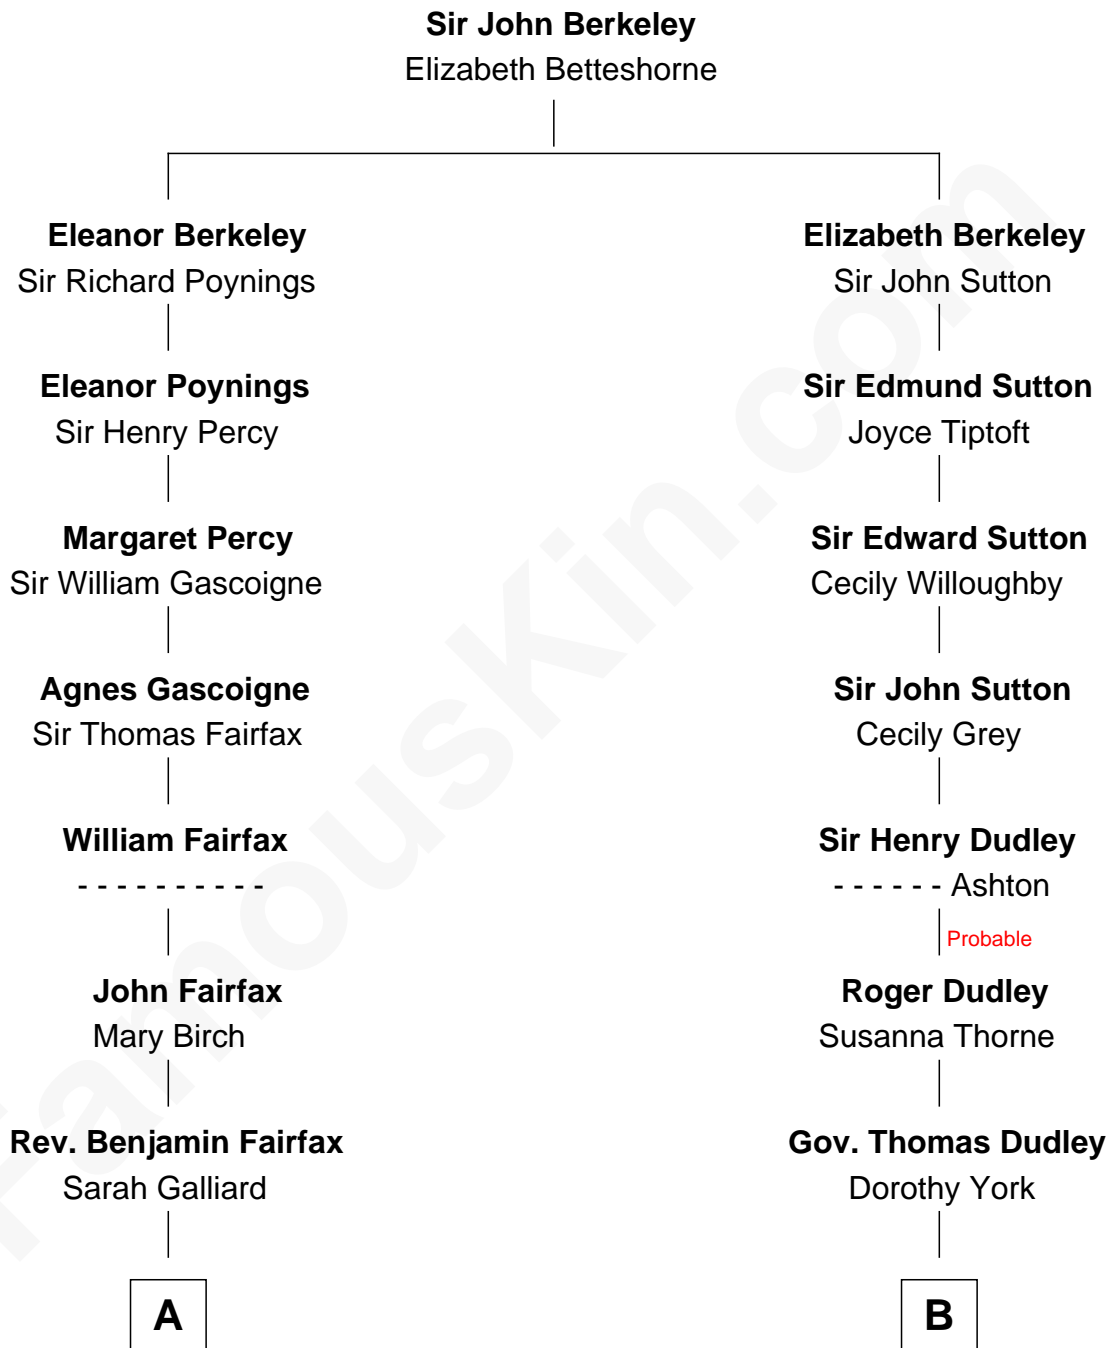 Sir John Berkeley
Elizabeth Betteshorne
Eleanor Berkeley
Sir Richard Poynings
Eleanor Poynings
Sir Henry Percy
Margaret Percy
Sir William Gascoigne
Agnes Gascoigne
Sir Thomas Fairfax
William Fairfax
- - - - - - - - - -
John Fairfax
Mary Birch
Rev. Benjamin Fairfax
Sarah Galliard
A
Elizabeth Berkeley
Sir John Sutton
Sir Edmund Sutton
Joyce Tiptoft
Sir Edward Sutton
Cecily Willoughby
Sir John Sutton
Cecily Grey
Sir Henry Dudley
- - - - - - Ashton
Probable
Roger Dudley
Susanna Thorne
Gov. Thomas Dudley
Dorothy York
B
FamousKin.com